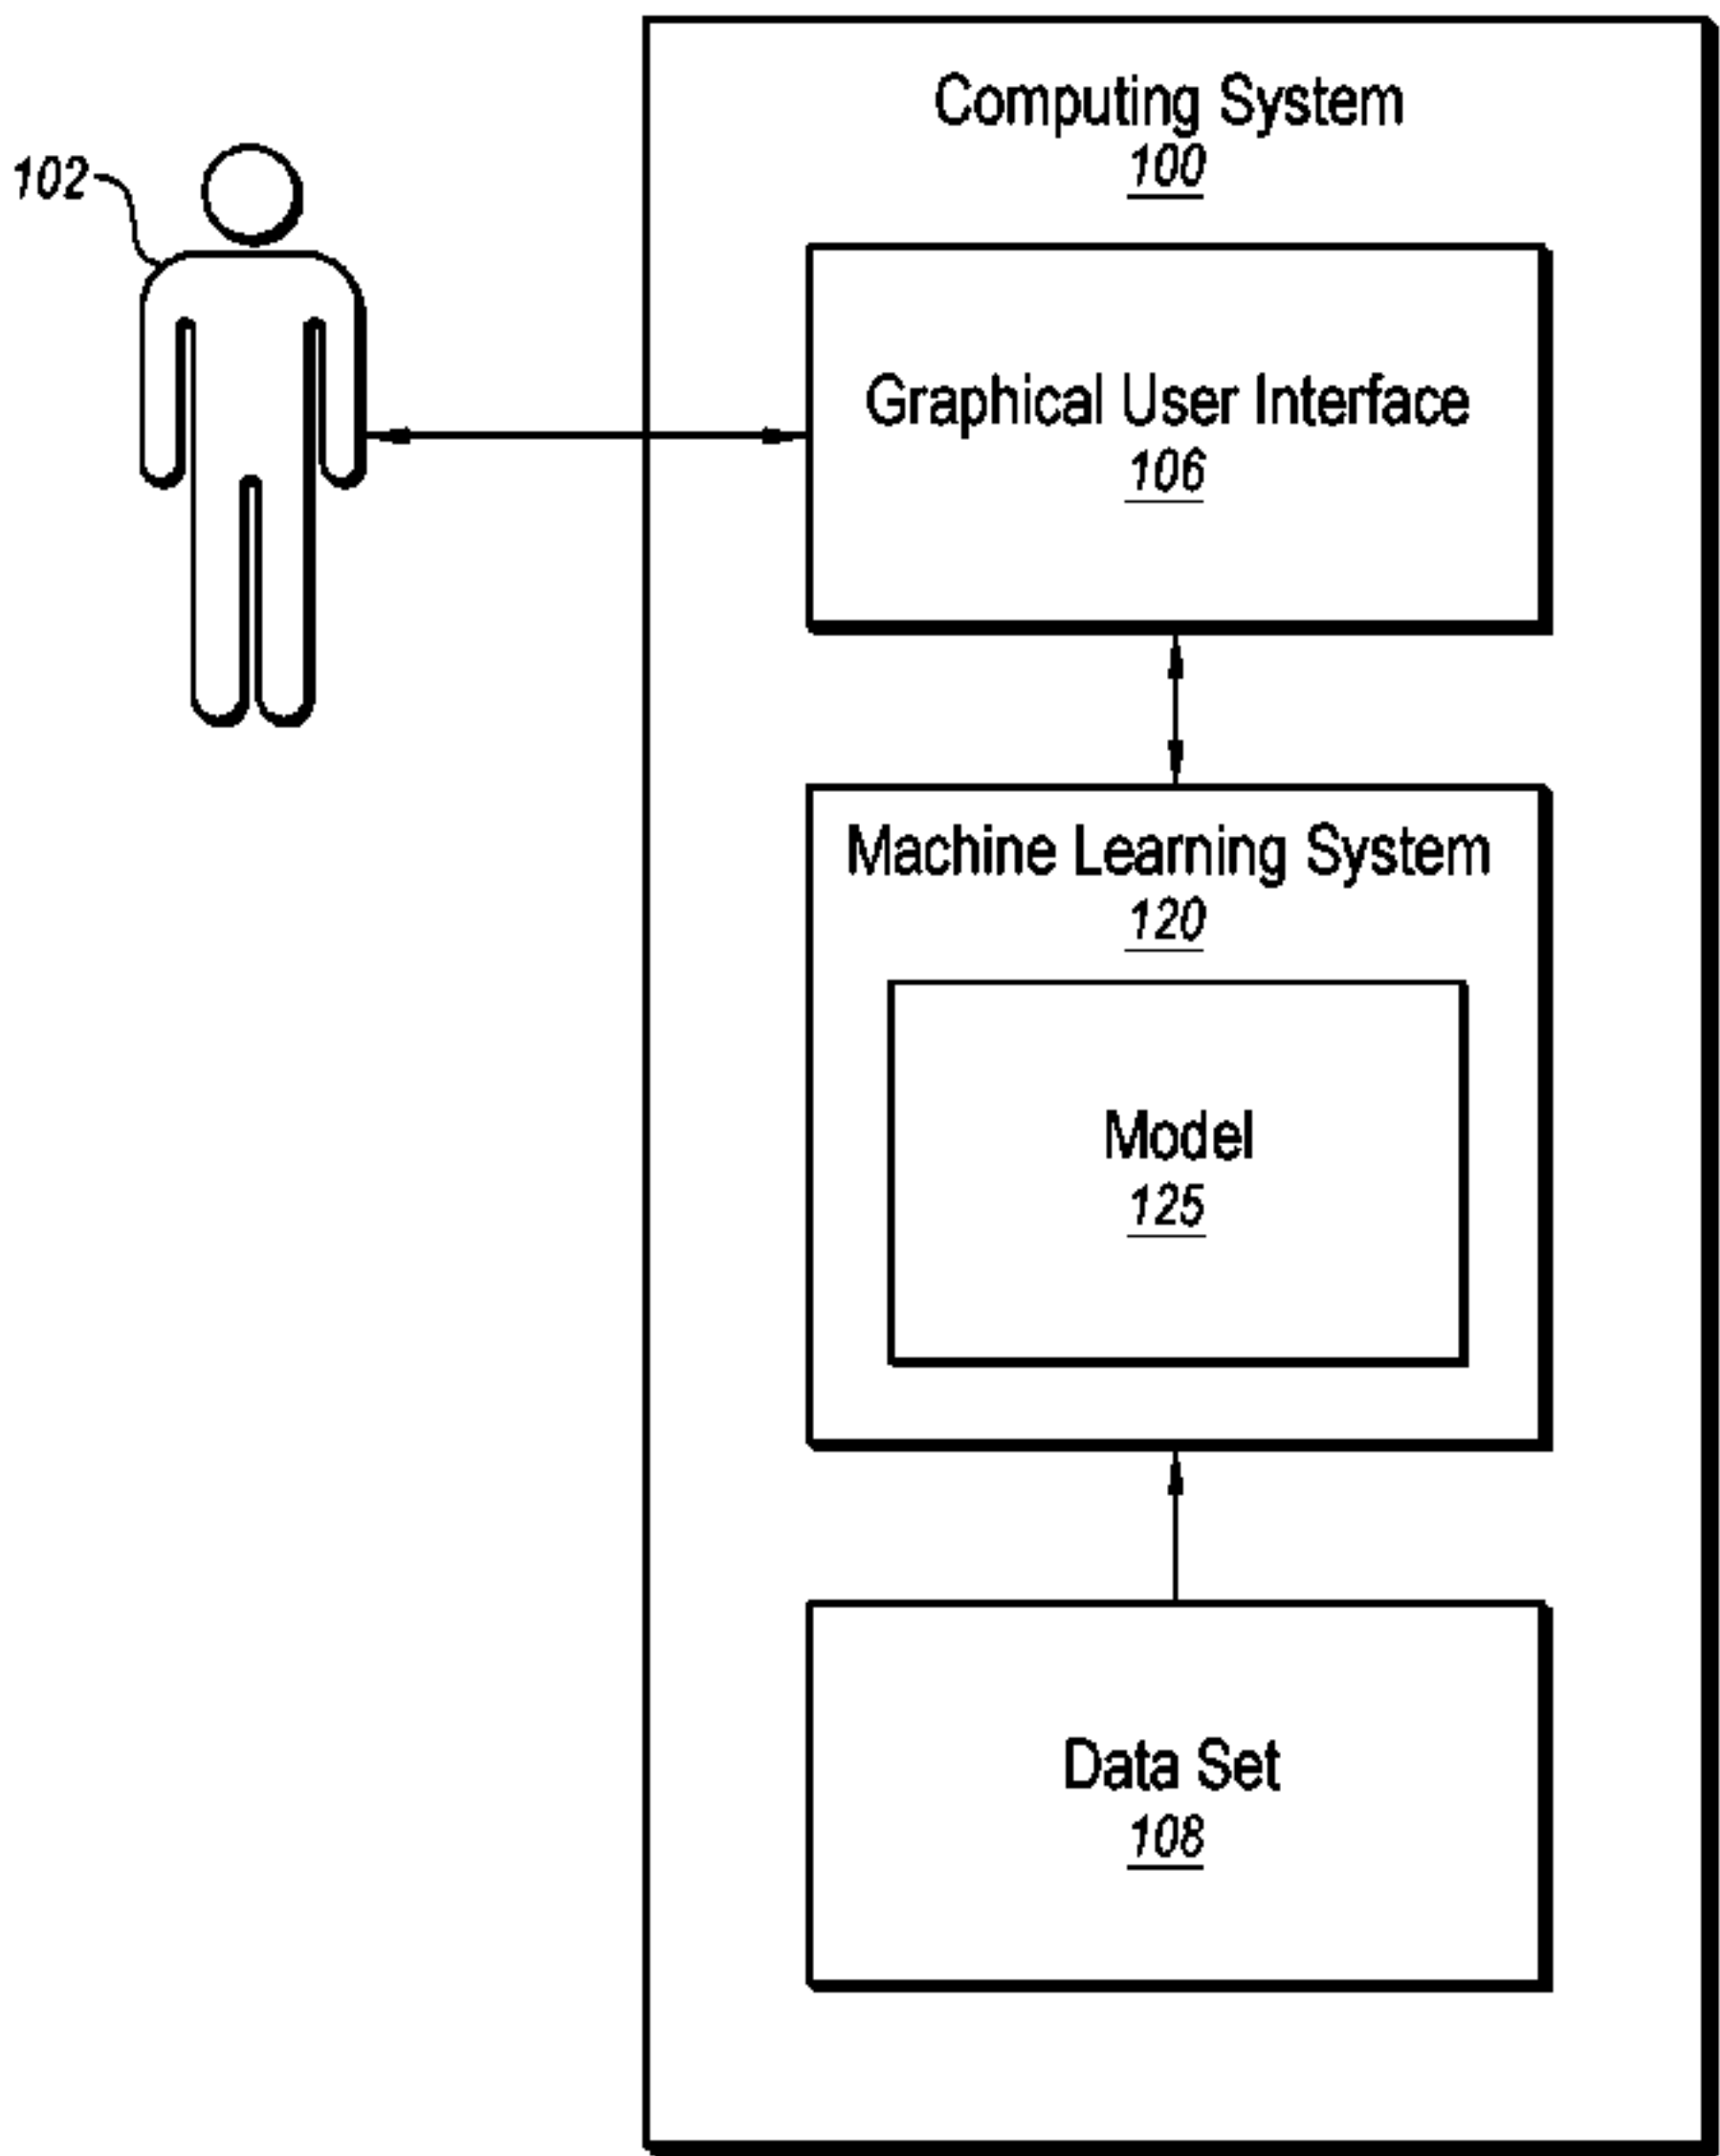 Computing System
100
102
Graphical User Interface
106
Machine Learning System
120
Model
125
Data Set
108